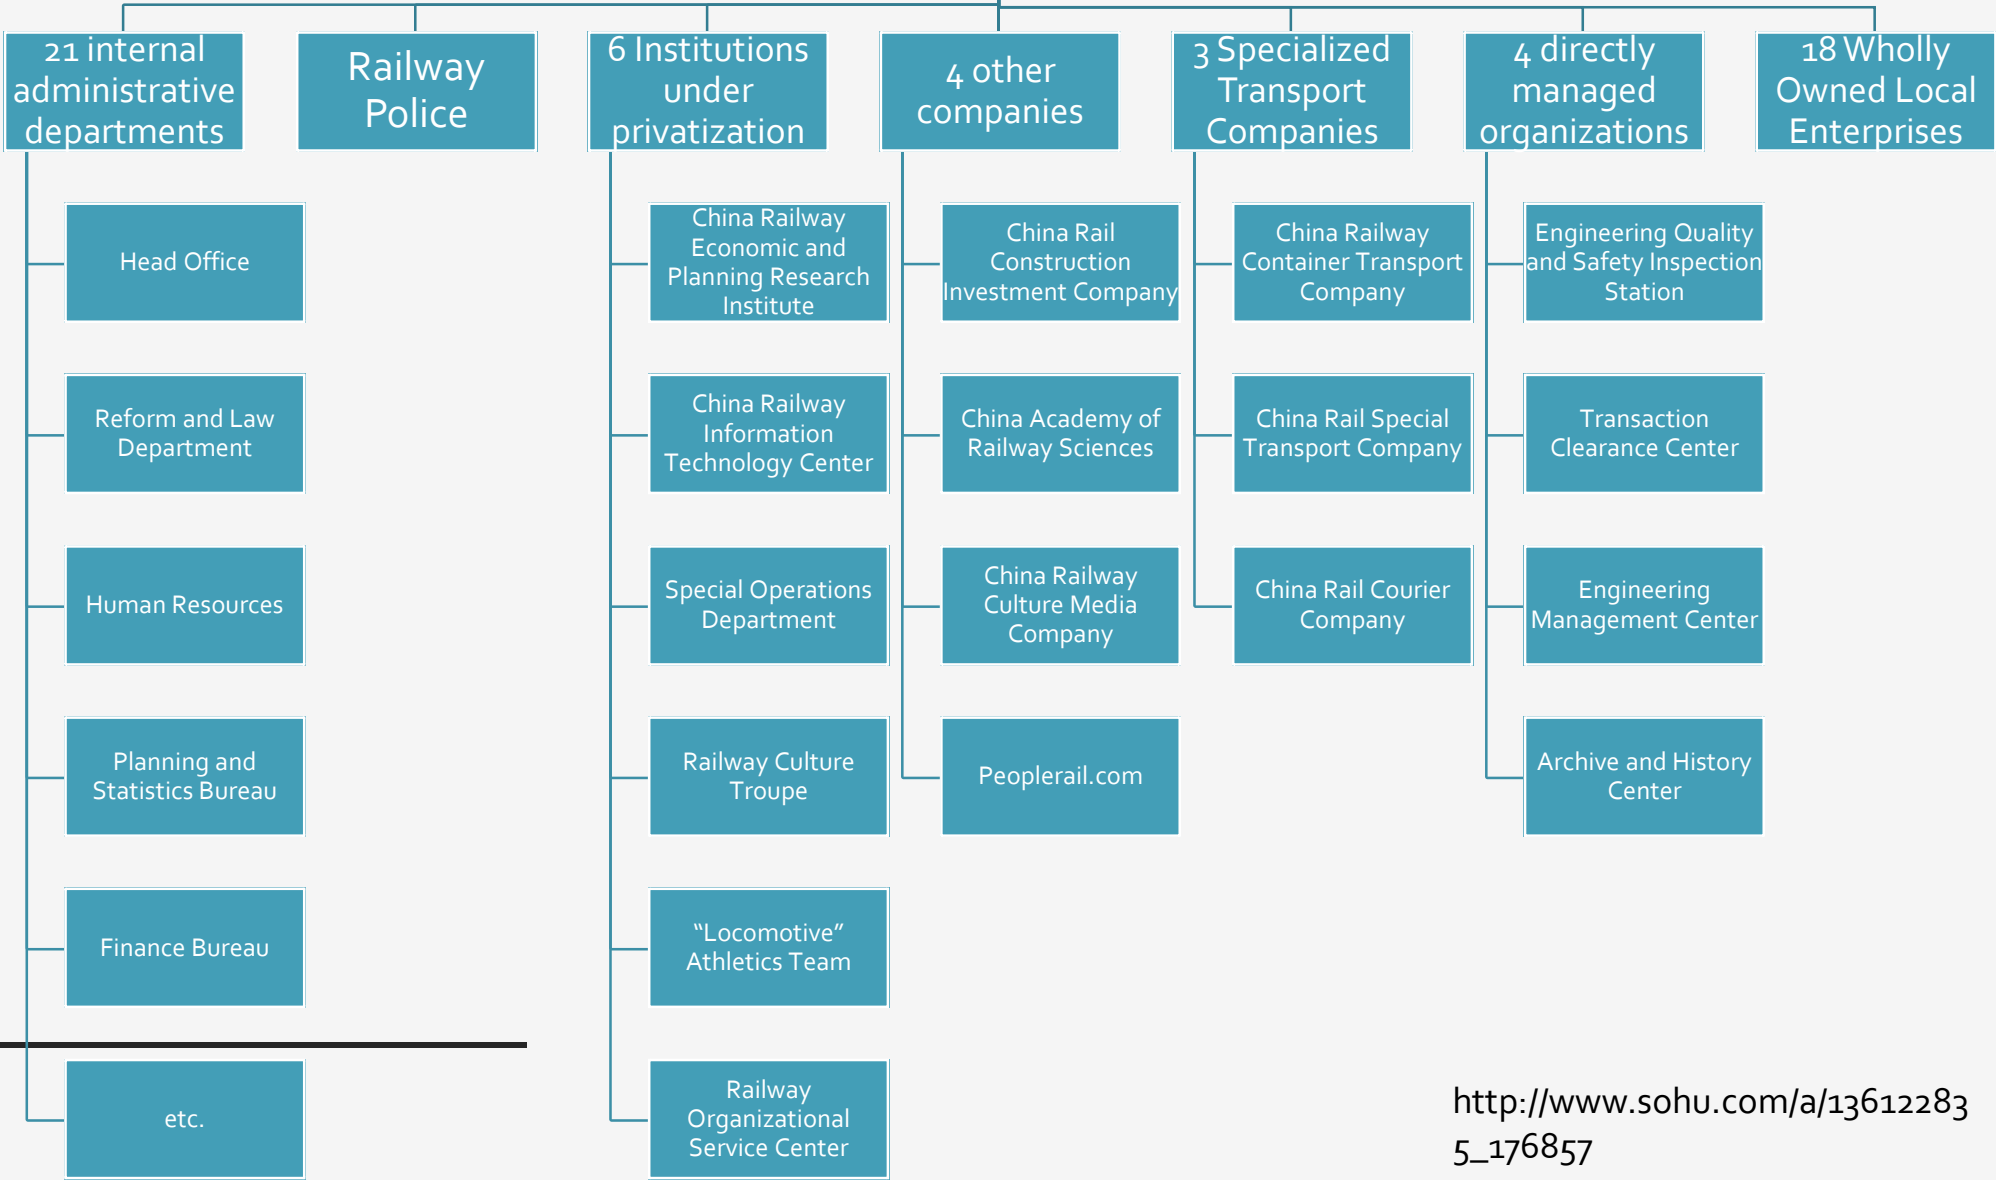 21 internal
administrative
departments
Railway
Police
6 Institutions
under
privatization
4 other
companies
3 Specialized
Transport
Companies
4 directly
managed
organizations
18 Wholly
Owned Local
Enterprises
Head Office
Reform and Law
Department
Human Resources
Planning and
Statistics Bureau
Finance Bureau
etc.
China Railway
Economic and
Planning Research
Institute
China Railway
Information
Technology Center
Special Operations
Department
Railway Culture
Troupe
“Locomotive”
Athletics Team
Railway
Organizational
Service Center
China Rail
Construction
Investment Company
China Academy of
Railway Sciences
China Railway
Culture Media
Company
Peoplerail.com
China Railway
Container Transport
Company
China Rail Special
Transport Company
China Rail Courier
Company
Engineering Quality
and Safety Inspection
Station
Transaction
Clearance Center
Engineering
Management Center
Archive and History
Center
http://www.sohu.com/a/13612283
5_176857